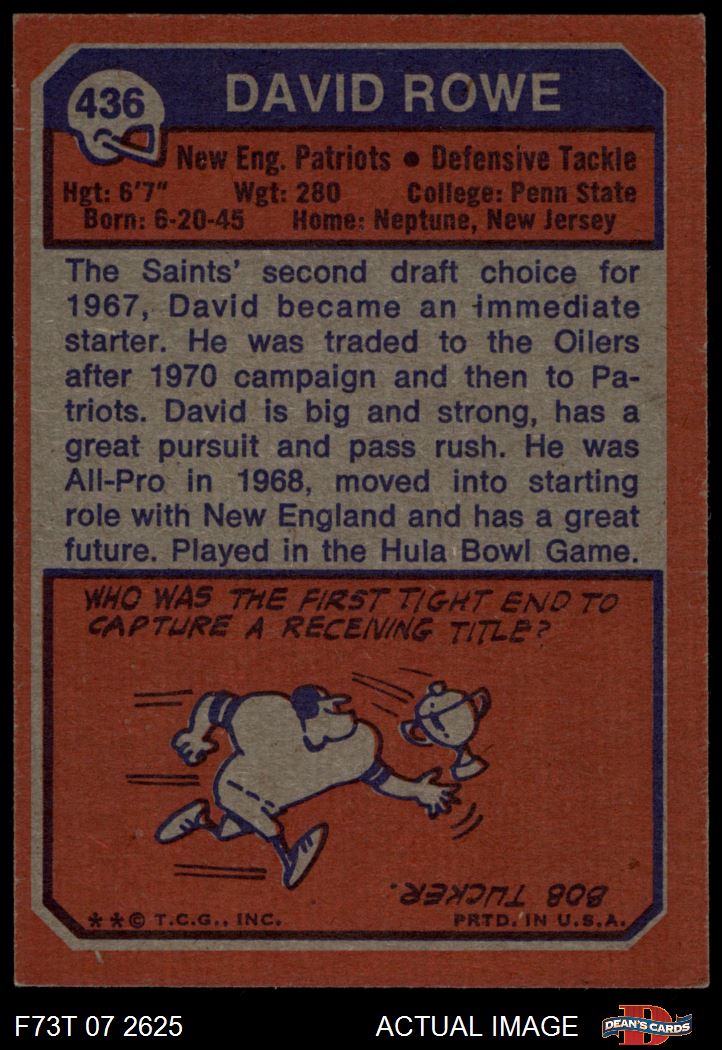 436
DAVID ROWE
New Eng. Patriots • Defensive Tackle
Hgt: 6'7" Wgt: 280 College: Penn State
Born: 6-20-45 Home: Neptune, New Jersey
The Saints' second draft choice for
1967, David became an immediate
starter. He was traded to the Oilers
after 1970 campaign and then to Pa-
triots. David is big and strong, has a
great pursuit and pass rush. He was
All-Pro in 1968, moved into starting
role with New England and has a great
future. Played in the Hula Bowl Game.
WHO WAS THE FIRST TIGHT END TO
CAPTURE A RECEIVING TITLE?
BOB TUCKER.
**© T.C.G., INC. PRTD. IN U.S.A.
F73T 07 2625 ACTUAL IMAGE
D
DEAN'S CARDS